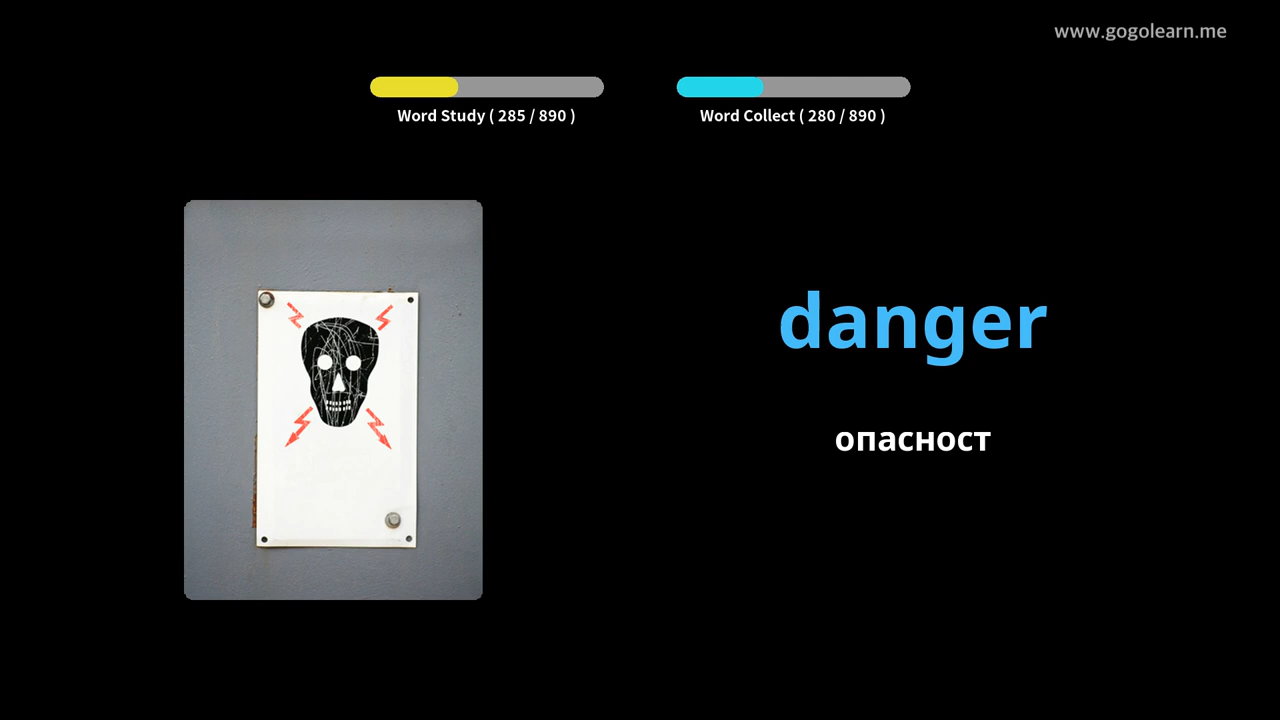 www.gogolearn.me
Word Study ( 285 / 890 )
Word Collect ( 280 / 890 )
danger
опасност